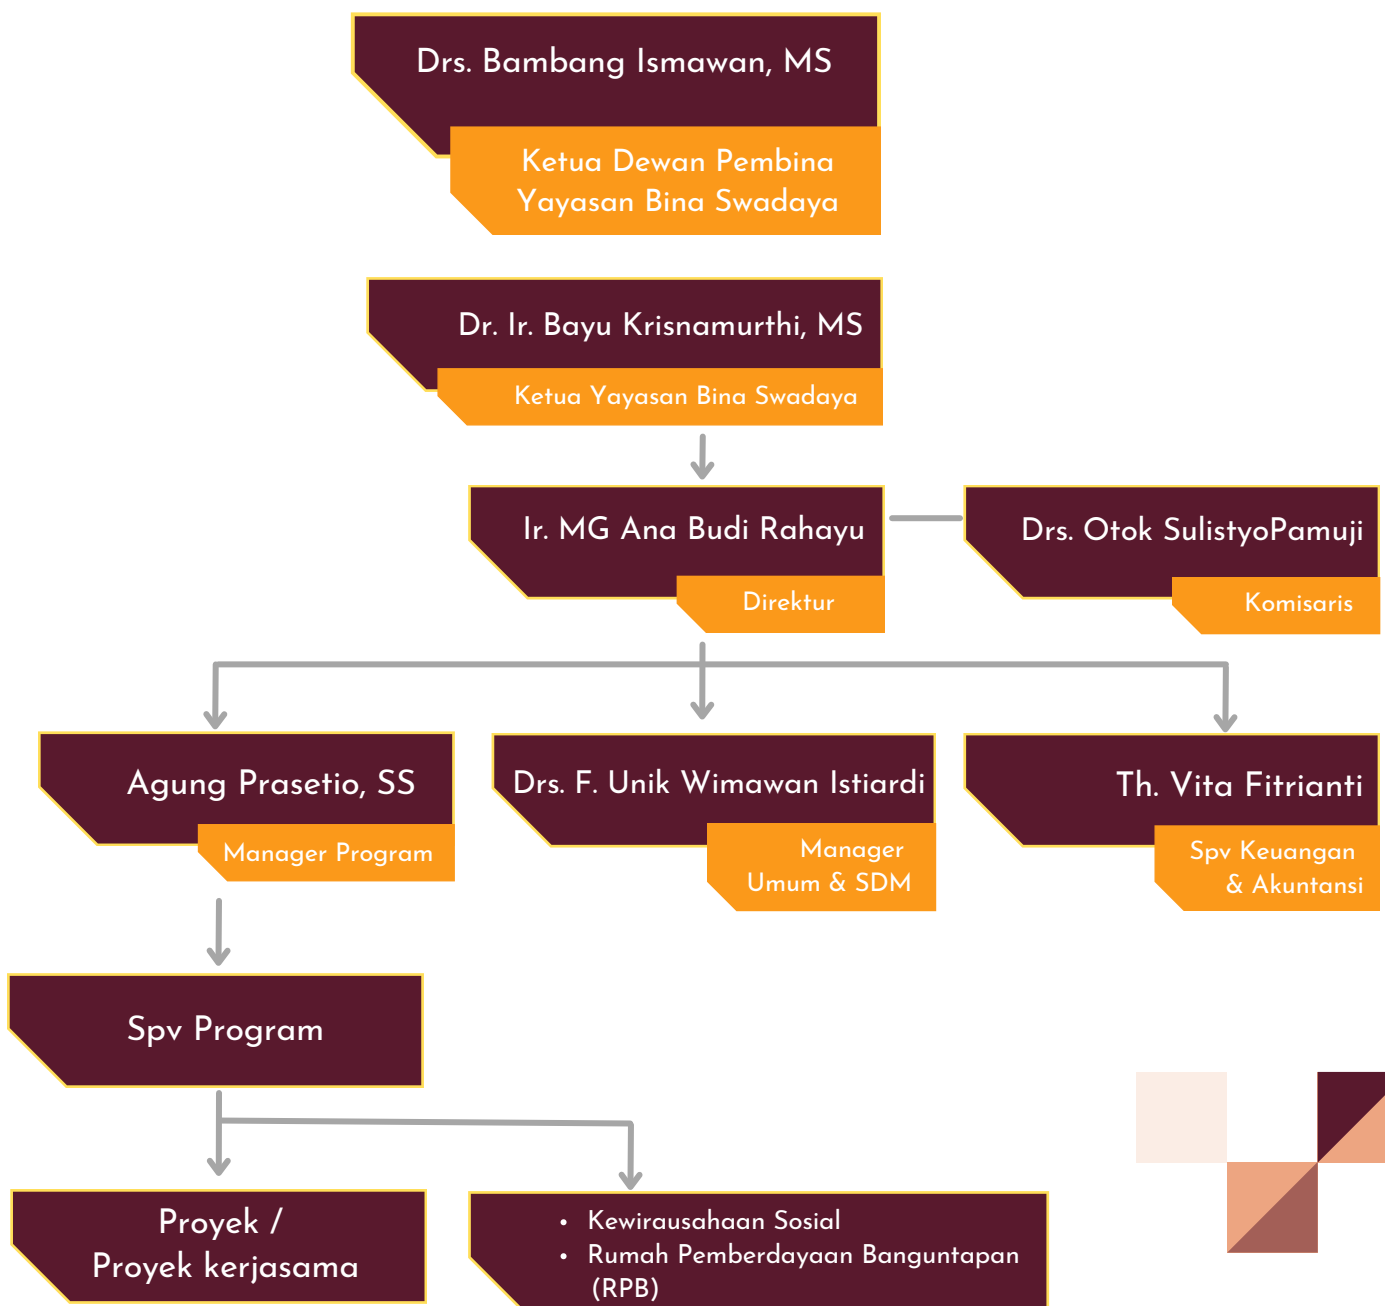 Drs. Bambang Ismawan, MS
Ketua Dewan Pembina
Yayasan Bina Swadaya
Dr. Ir. Bayu Krisnamurthi, MS
Ketua Yayasan Bina Swadaya
Ir. MG Ana Budi Rahayu
Direktur
Drs. Otok SulistyoPamuji
Komisaris
Agung Prasetio, SS
Manager Program
Drs. F. Unik Wimawan Istiardi
Manager
Umum & SDM
Th. Vita Fitrianti
Spv Keuangan
& Akuntansi
Spv Program
Proyek /
Proyek kerjasama
• Kewirausahaan Sosial
• Rumah Pemberdayaan Banguntapan
(RPB)